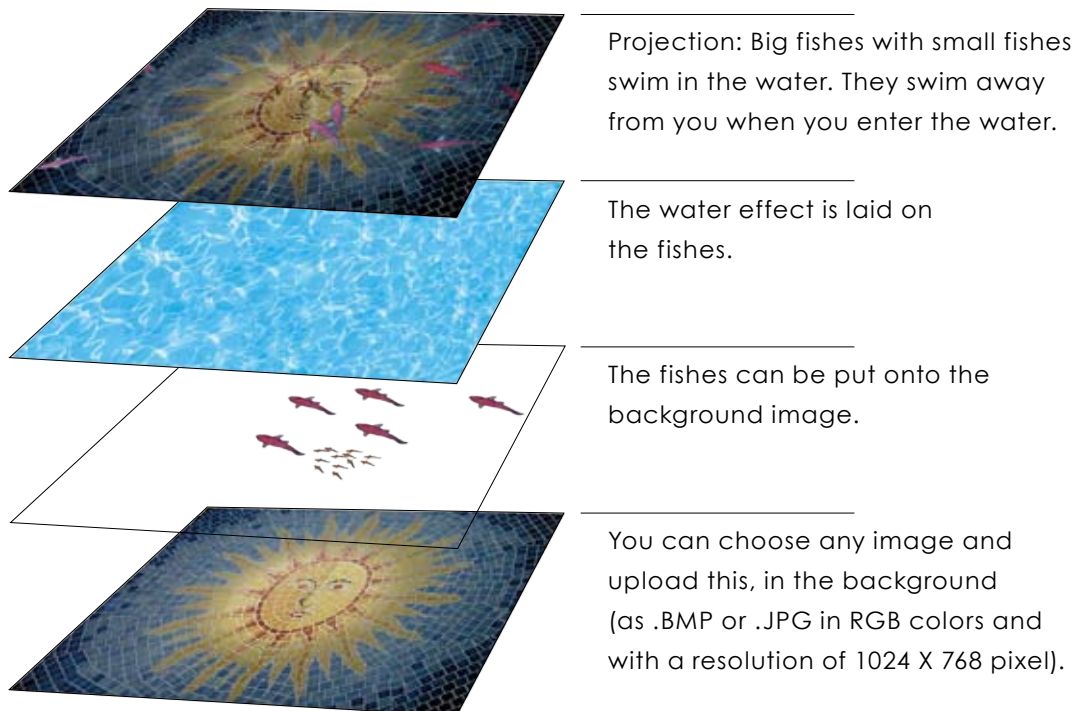 Projection: Big fishes with small fishes
swim in the water. They swim away
from you when you enter the water.
The water effect is laid on
the fishes.
The fishes can be put onto the
background image.
You can choose any image and
upload this, in the background
(as .BMP or .JPG in RGB colors and
with a resolution of 1024 X 768 pixel).